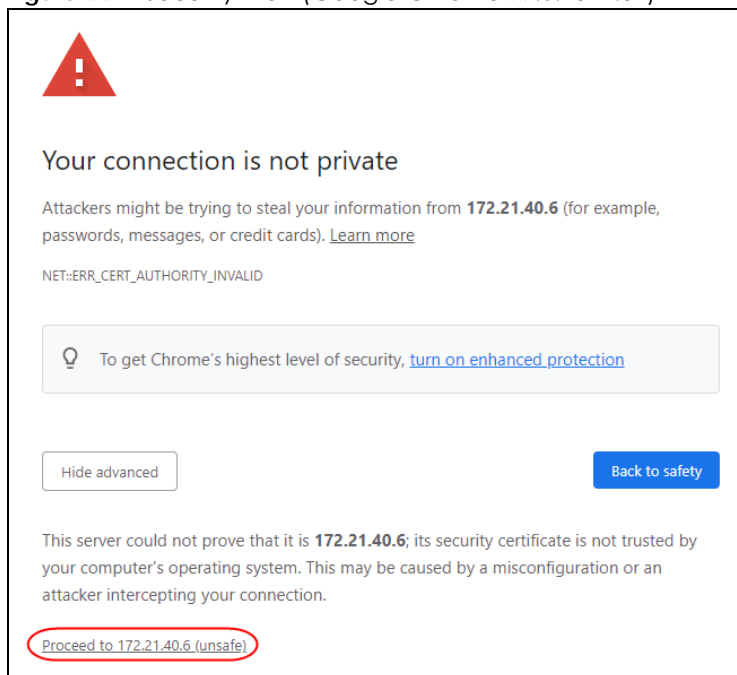 Your connection is not private
Attackers might be trying to steal your information from 172.21.40.6 (for example,
passwords, messages, or credit cards). Learn more
NET::ERR_CERT_AUTHORITY_INVALID
To get Chrome's highest level of security, turn on enhanced protection
Hide advanced
Back to safety
This server could not prove that it is 172.21.40.6; its security certificate is not trusted by
your computer's operating system. This may be caused by a misconfiguration or an
attacker intercepting your connection.
Proceed to 172.21.40.6 (unsafe)